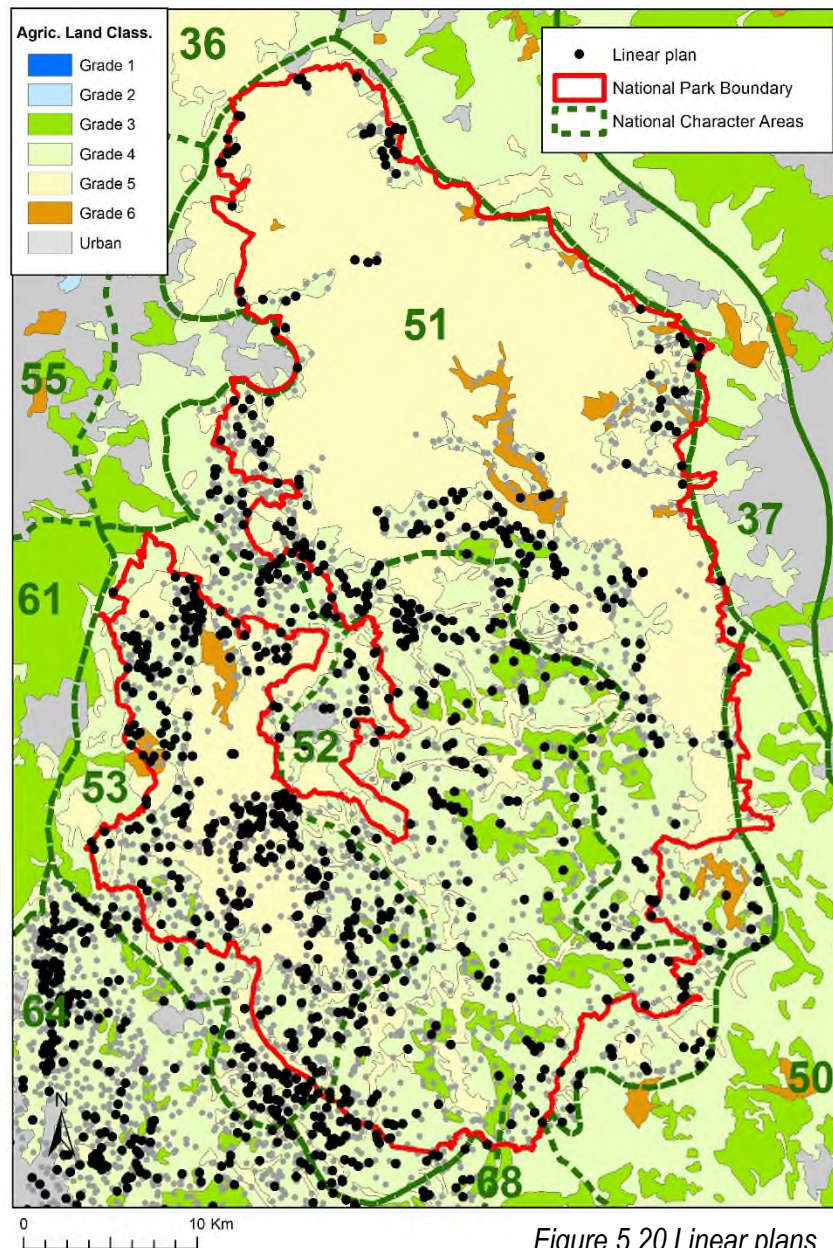 Agric. Land Class.
Grade 1
Grade 2
Grade 3
Grade 4
Grade 5
Grade 6
Urban
Linear plan
National Park Boundary
National Character Areas
36
51
55
37
61
52
53
64
50
68
N
0 10 Km
Figure 5.20 Linear plans